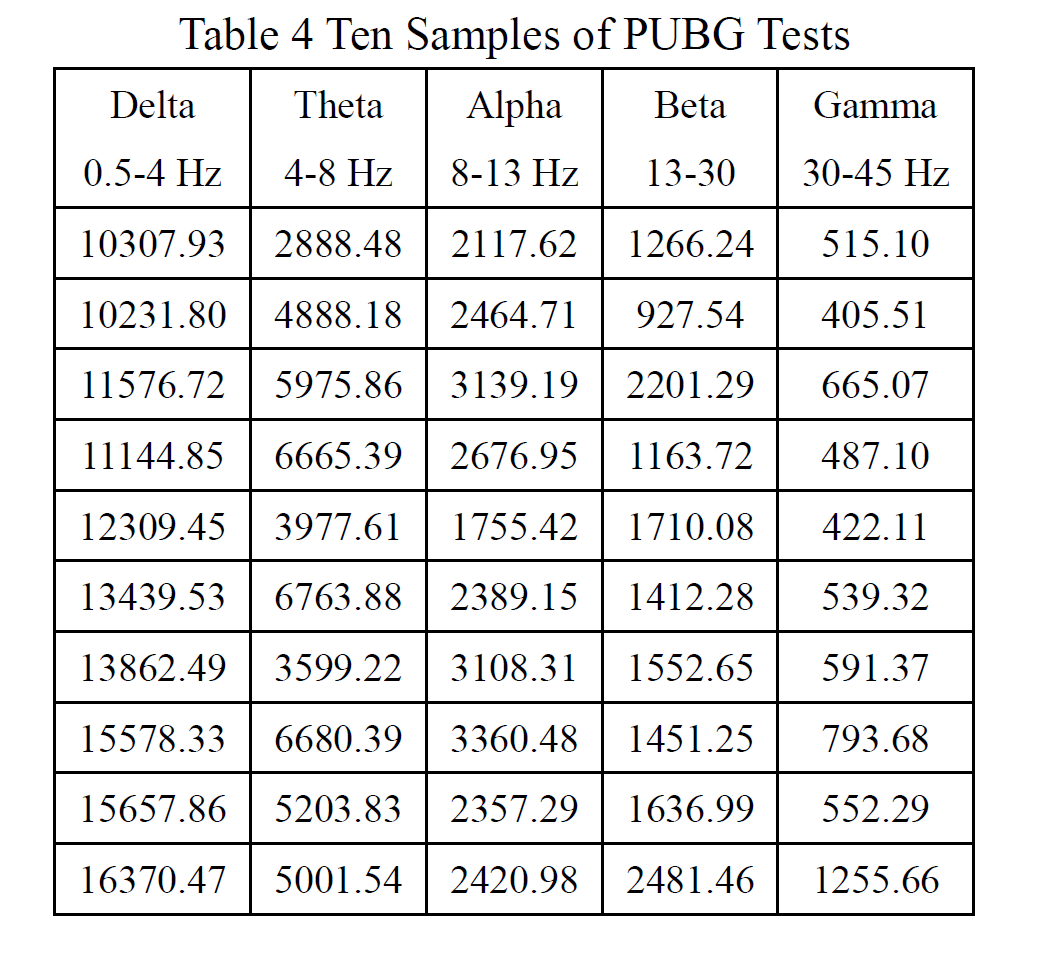 Table 4 Ten Samples of PUBG Tests
Delta Theta Alpha Beta Gamma
0.5-4 Hz 4-8 Hz 8-13 Hz 13-30 30-45 Hz
10307.93 2888.48 2117.62 1266.24 515.10
10231.80 4888.18 2464.71 927.54 405.51
11576.72 5975.86 3139.19 2201.29 665.07
11144.85 6665.39 2676.95 1163.72 487.10
12309.45 3977.61 1755.42 1710.08 422.11
13439.53 6763.88 2389.15 1412.28 539.32
13862.49 3599.22 3108.31 1552.65 591.37
15578.33 6680.39 3360.48 1451.25 793.68
15657.86 5203.83 2357.29 1636.99 552.29
16370.47 5001.54 2420.98 2481.46 1255.66